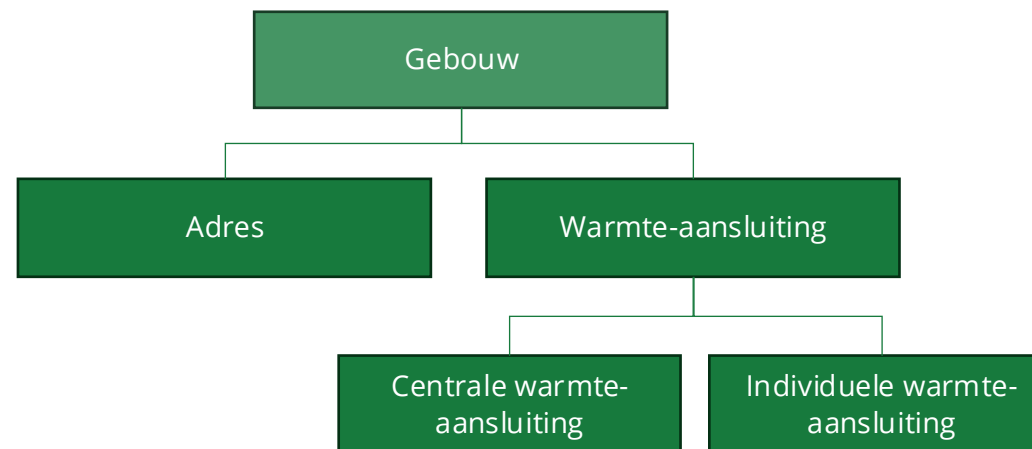 Gebouw
Adres
Warmte-aansluiting
Centrale warmte-
aansluiting
Individuele warmte-
aansluiting